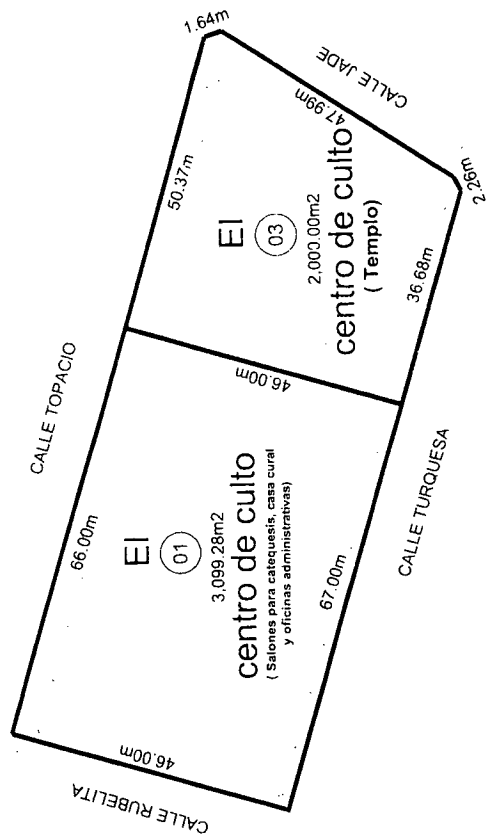 1.64m
CALLE JADE
47.99m
50.37m
2.26m
EI
03
2,000.00m2
centro de culto
( Templo)
36.68m
CALLE TOPACIO
46.00m
66.00m
EI
01
3,099.28m2
centro de culto
( Salones para catequesis, casa cural
y oficinas administrativas)
67.00m
CALLE TURQUESA
46.00m
CALLE RUBELITA